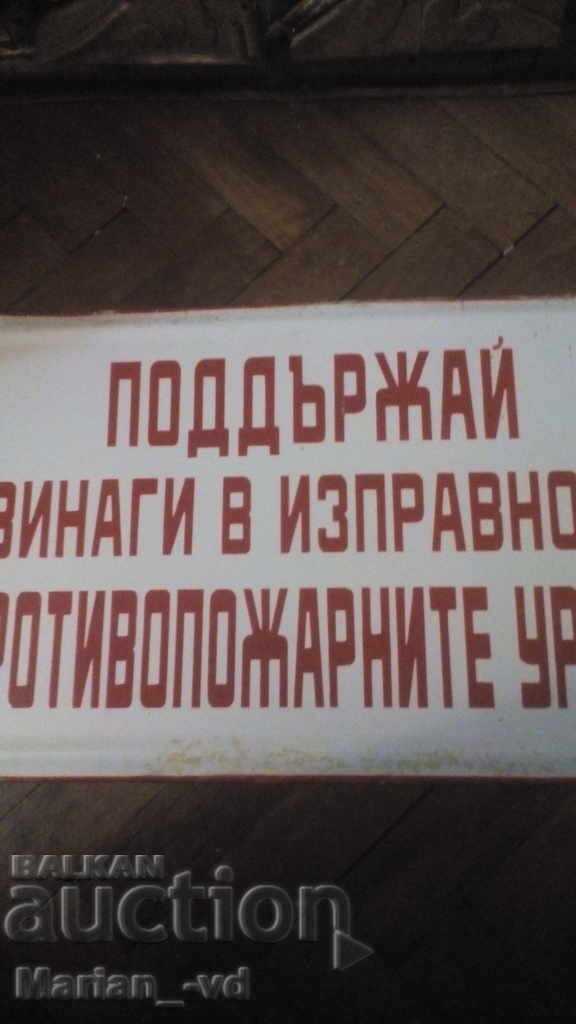 ПОДДЪРЖАЙ
ВИНАГИ В ИЗПРАВНО
РОТИВОПОЖАРНИТЕ УР
BALKAN
auction
Marian_-vd